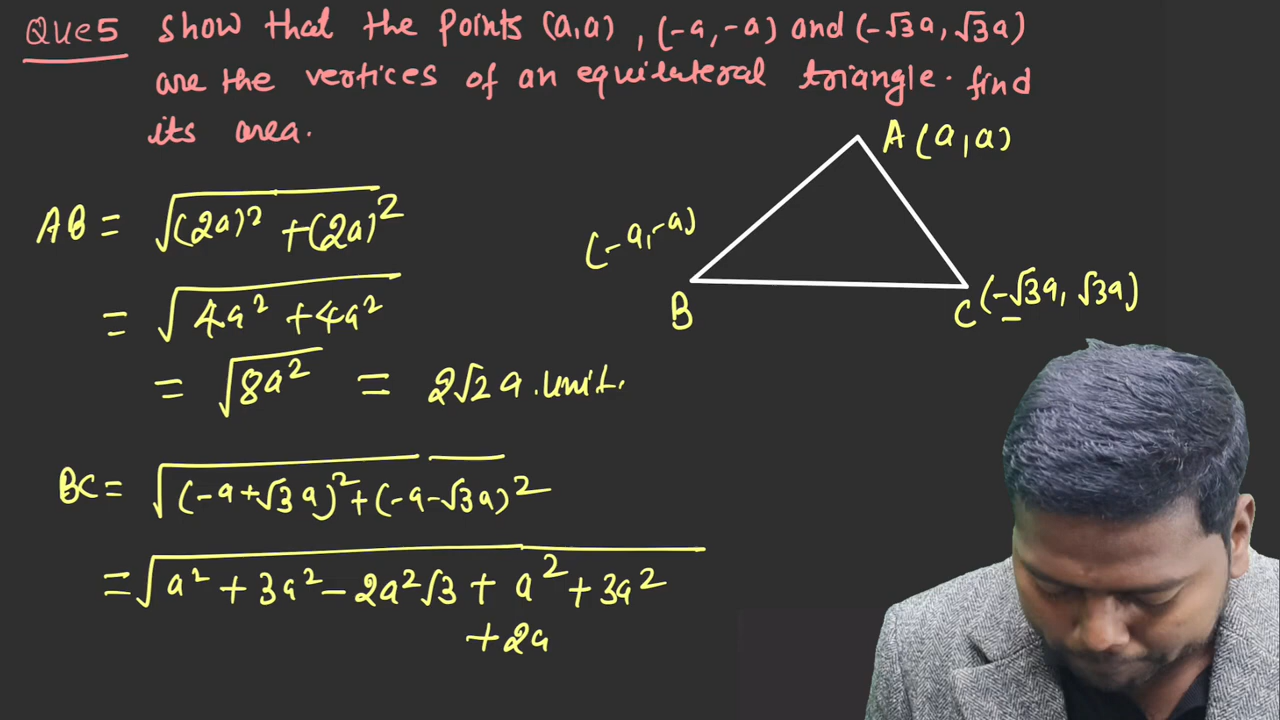 Que5 Show that the points (a,a), (-a,-a) and (-√3a, √3a)
are the vertices of an equilateral triangle. find
its area.
A (a,a)
(-a,-a)
B
C (-√3a, √3a)
AB = √(2a)² + (2a)²
= √4a² + 4a²
= √8a² = 2√2 a. unit.
BC = √(-a+√3a)² + (-a-√3a)²
= √a² + 3a² - 2a²√3 + a² + 3a²
+2a